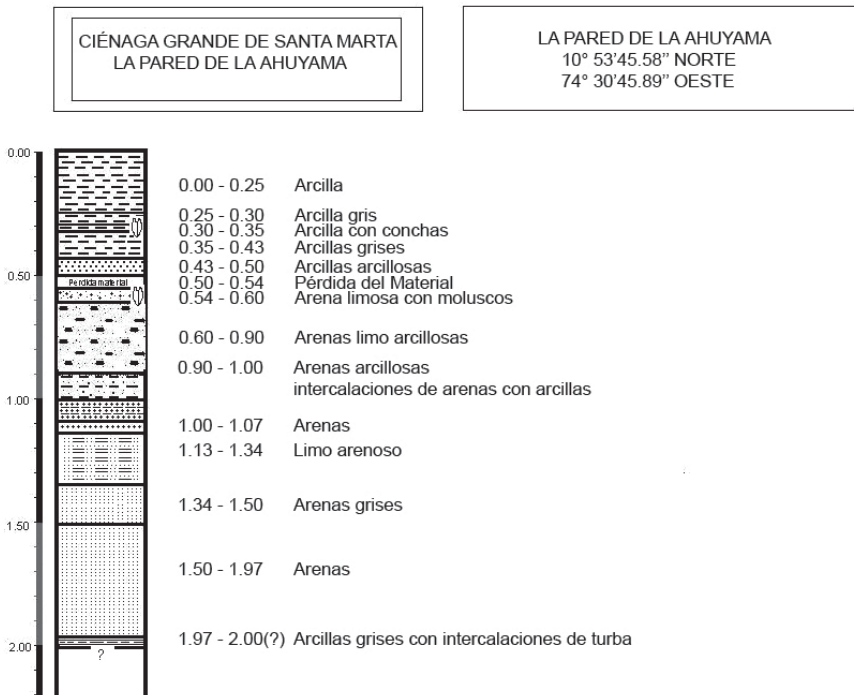 CIÉNAGA GRANDE DE SANTA MARTA
LA PARED DE LA AHUYAMA
LA PARED DE LA AHUYAMA
10° 53'45.58” NORTE
74° 30'45.89” OESTE
0.00
0.00 - 0.25 Arcilla
0.25 - 0.30 Arcilla gris
0.30 - 0.35 Arcilla con conchas
0.35 - 0.43 Arcillas grises
0.43 - 0.50 Arcillas arcillosas
0.50
Perdida material
0.50 - 0.54 Pérdida del Material
0.54 - 0.60 Arena limosa con moluscos
0.60 - 0.90 Arenas limo arcillosas
0.90 - 1.00 Arenas arcillosas
intercalaciones de arenas con arcillas
1.00
1.00 - 1.07 Arenas
1.13 - 1.34 Limo arenoso
1.34 - 1.50 Arenas grises
1.50
1.50 - 1.97 Arenas
1.97 - 2.00(?) Arcillas grises con intercalaciones de turba
2.00
?